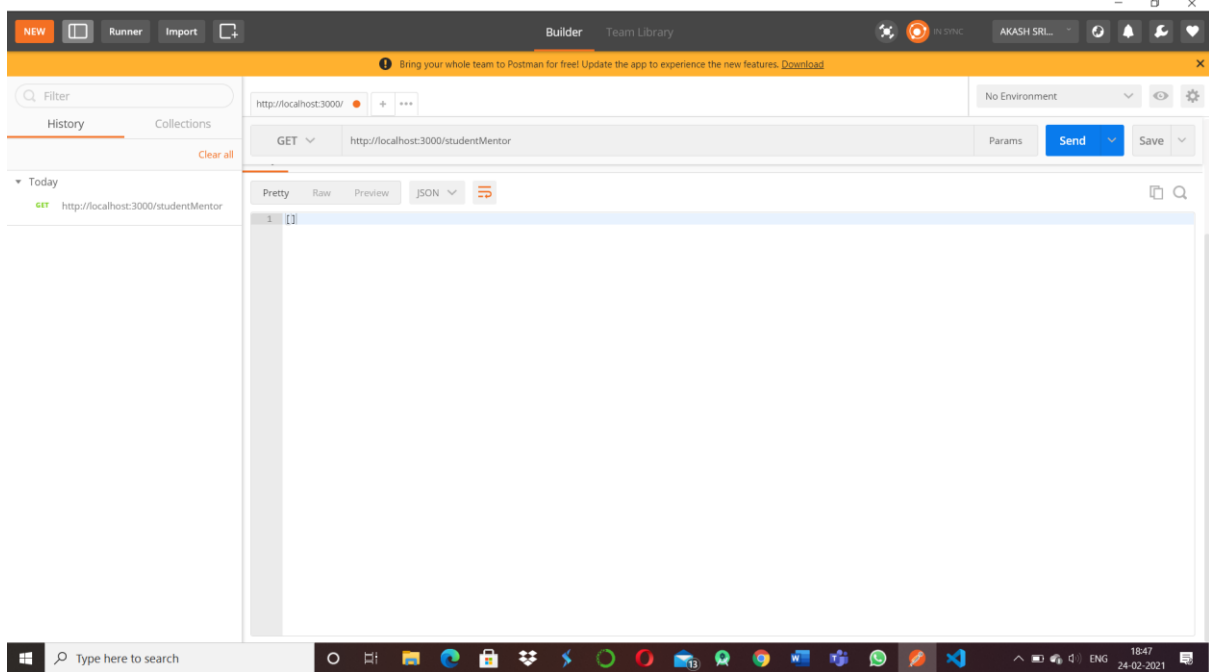 NEW Runner Import Builder Team Library IN SYNC AKASH SRI...
Bring your whole team to Postman for free! Update the app to experience the new features. Download
Filter
History Collections
Clear all
Today
GET http://localhost:3000/studentMentor
http://localhost:3000/ + ••• No Environment
GET http://localhost:3000/studentMentor Params Send Save
Pretty Raw Preview JSON
1 []
Type here to search 13 ENG 18:47
24-02-2021